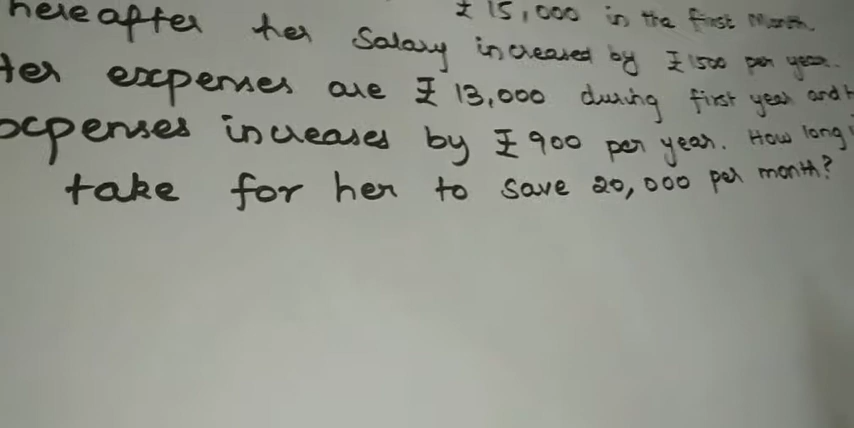 hereafter her salary increased by ₹1500 per year.
₹15,000 in the first Month.
expenses are ₹13,000 during first year and
expenses increases by ₹900 per year. How long
take for her to save 20,000 per month?